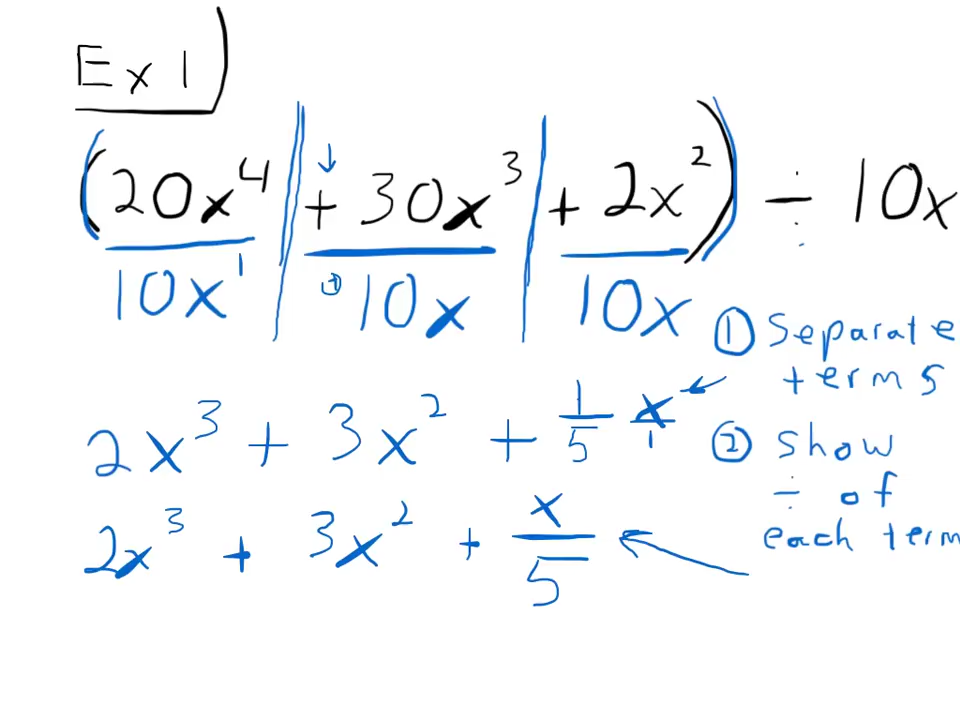 Ex 1)
(20x⁴ + 30x³ + 2x²) ÷ 10x
10x¹ + 10x 10x
① Separate
terms
2x³ + 3x² + 1/5 x/1
② Show
÷ of
each term
2x³ + 3x² + x/5